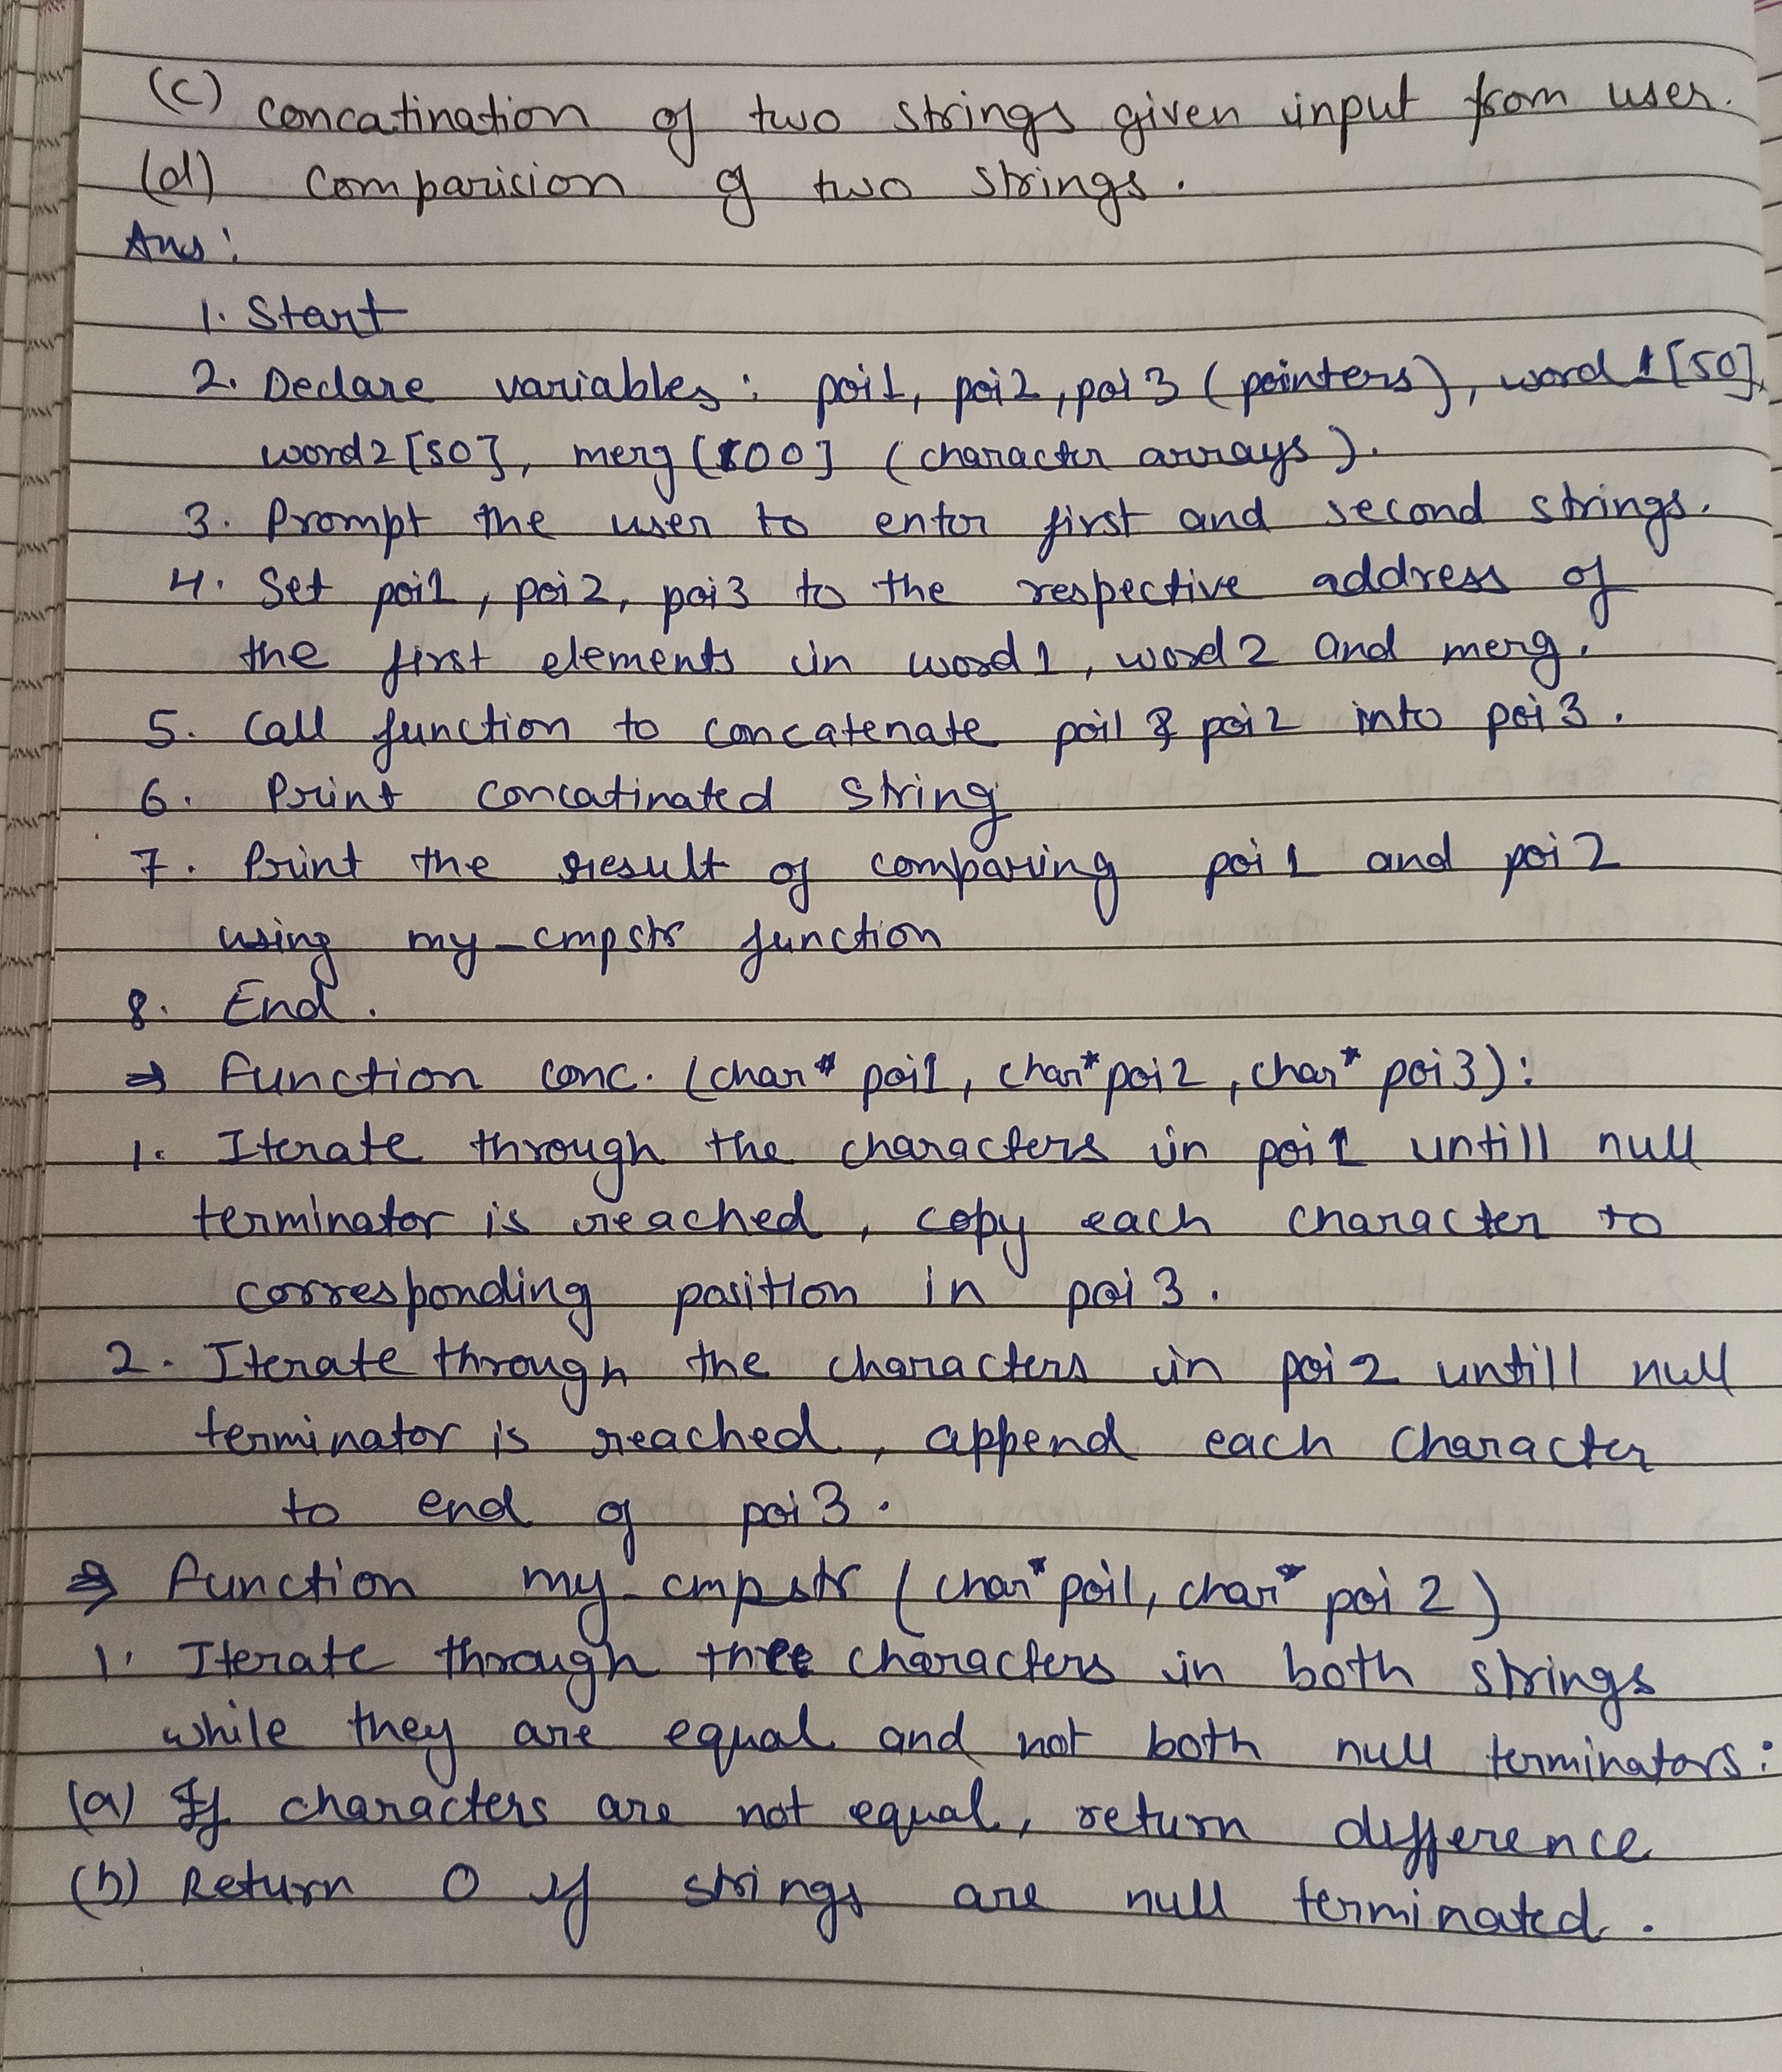 (c) concatination of two strings given input from user.
(d) comparicion of two strings.
Ans:
1. Start
2. Declare variables: poi1, poi2, poi3 (pointers), word1[50],
word2[50], merg[100] (character arrays).
3. Prompt the user to enter first and second strings.
4. Set poi1, poi2, poi3 to the respective address of
the first elements in word1, word2 and merg.
5. Call function to concatenate poi1 & poi2 into poi3.
6. Print concatinated string
7. Print the result of comparing poi1 and poi2
using my_cmpstr function
8. End.
⇒ Function conc. (char* poi1, char* poi2, char* poi3):
1. Iterate through the characters in poi1 untill null
terminator is reached, copy each character to
corresponding position in poi3.
2. Iterate through the characters in poi2 untill null
terminator is reached, append each character
to end of poi3.
⇒ Function my_cmpstr (char* poi1, char* poi2)
1. Iterate through thee characters in both strings
while they are equal and not both null terminators:
(a) If characters are not equal, return difference
(b) Return 0 if strings are null terminated.